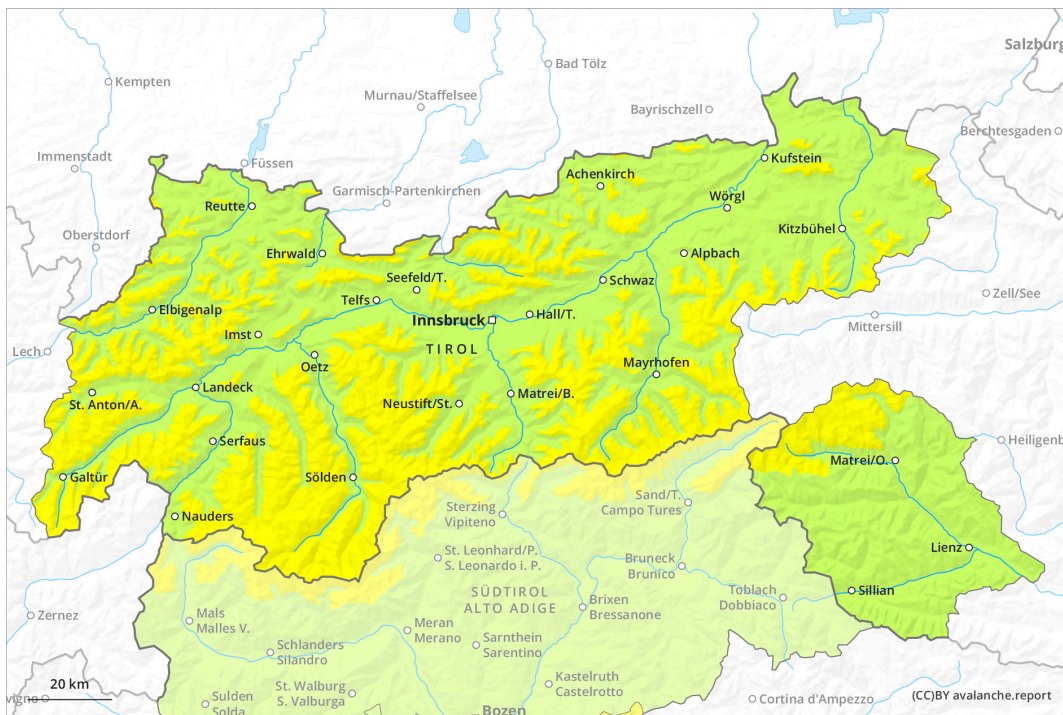 Salzburg
Kempten
Bad Tölz
Murnau/Staffelsee
Bayrischzell
Berchtesgaden
Immenstadt
Füssen
Kufstein
Achenkirch
Garmisch-Partenkirchen
Reutte
Wörgl
Oberstdorf
Kitzbühel
Ehrwald
Alpbach
Seefeld/T.
Schwaz
Zell/See
Telfs
Elbigenalp
Hall/T.
Innsbruck
Mittersill
Imst
TIROL
Lech
Oetz
Mayrhofen
Landeck
Matrei/B.
St. Anton/A.
Neustift/St.
Serfaus
Matrei/O.
Galtür
Sölden
Sand/T.
Campo Tures
Sterzing
Vipiteno
Nauders
Lienz
St. Leonhard/P.
S. Leonardo i. P.
Bruneck
Brunico
SÜDTIROL
ALTO ADIGE
Sillian
Toblach
Dobbiaco
Brixen
Bressanone
Zernez
Mals
Malles V.
Meran
Merano
Sarnthein
Sarentino
Schlanders
Silandro
Kastelruth
Castelrotto
20 km
St. Walburg
S. Valburga
Sulden
Solda
Cortina d'Ampezzo
(CC)BY avalanche.report
Bozen